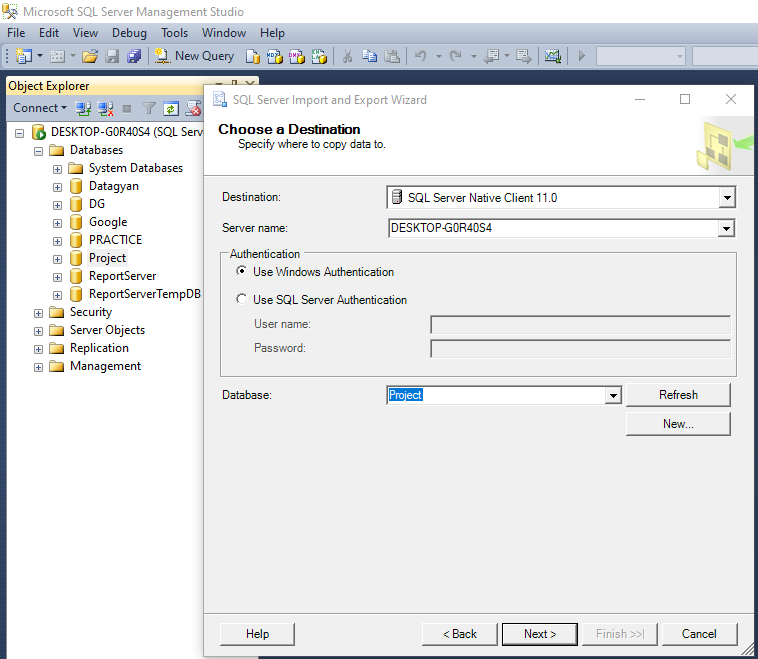 Microsoft SQL Server Management Studio
File Edit View Debug Tools Window Help
New Query
Object Explorer
Connect
DESKTOP-G0R40S4 (SQL Serv
Databases
System Databases
Datagyan
DG
Google
PRACTICE
Project
ReportServer
ReportServerTempDB
Security
Server Objects
Replication
Management
SQL Server Import and Export Wizard
Choose a Destination
Specify where to copy data to.
Destination: SQL Server Native Client 11.0
Server name: DESKTOP-G0R40S4
Authentication
Use Windows Authentication
Use SQL Server Authentication
User name:
Password:
Database: Project Refresh
New...
Help < Back Next > Finish >>| Cancel